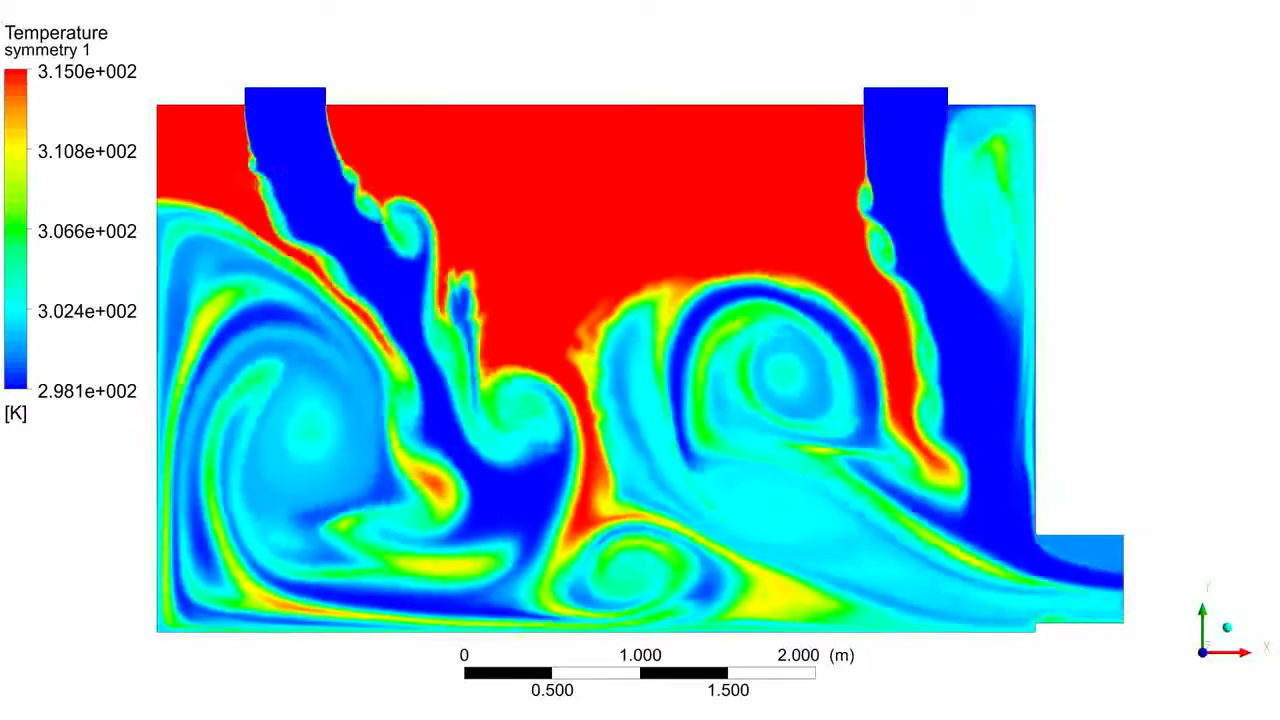 Temperature
symmetry 1
3.150e+002
3.108e+002
3.066e+002
3.024e+002
2.981e+002
[K]
0 1.000 2.000 (m)
0.500 1.500
Y
X